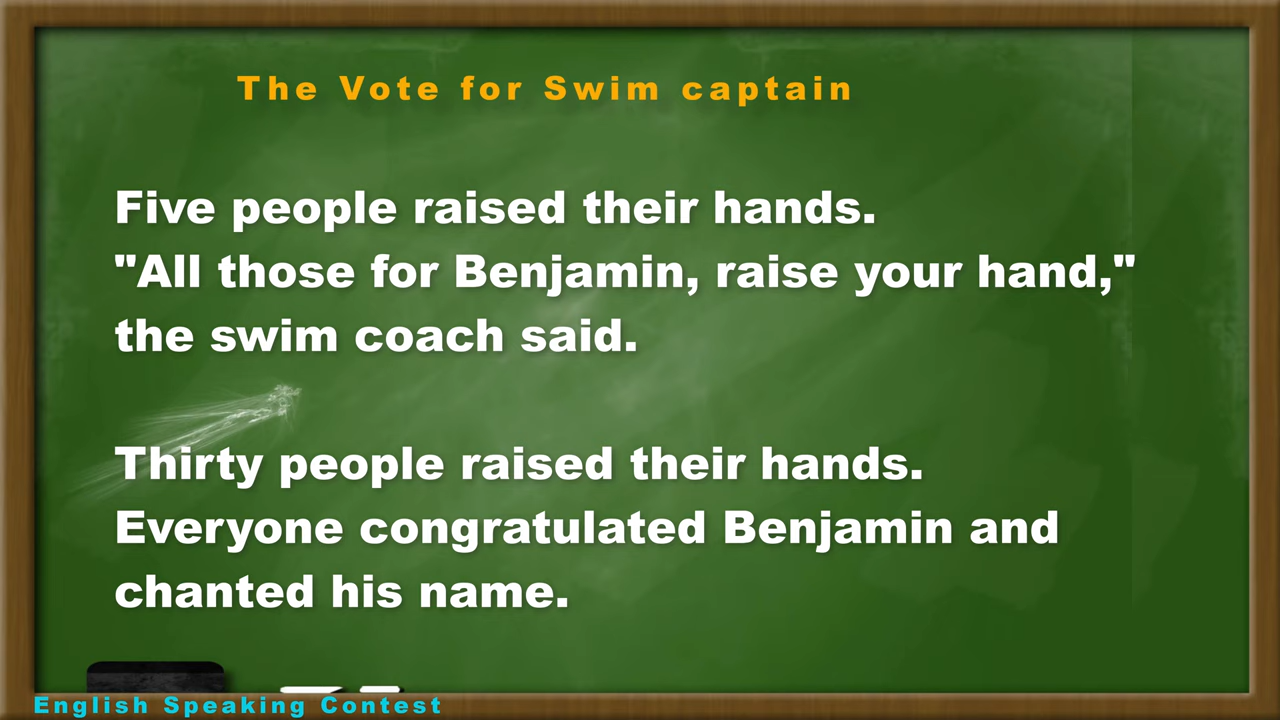 The Vote for Swim captain
Five people raised their hands.
"All those for Benjamin, raise your hand,"
the swim coach said.
Thirty people raised their hands.
Everyone congratulated Benjamin and
chanted his name.
English Speaking Contest